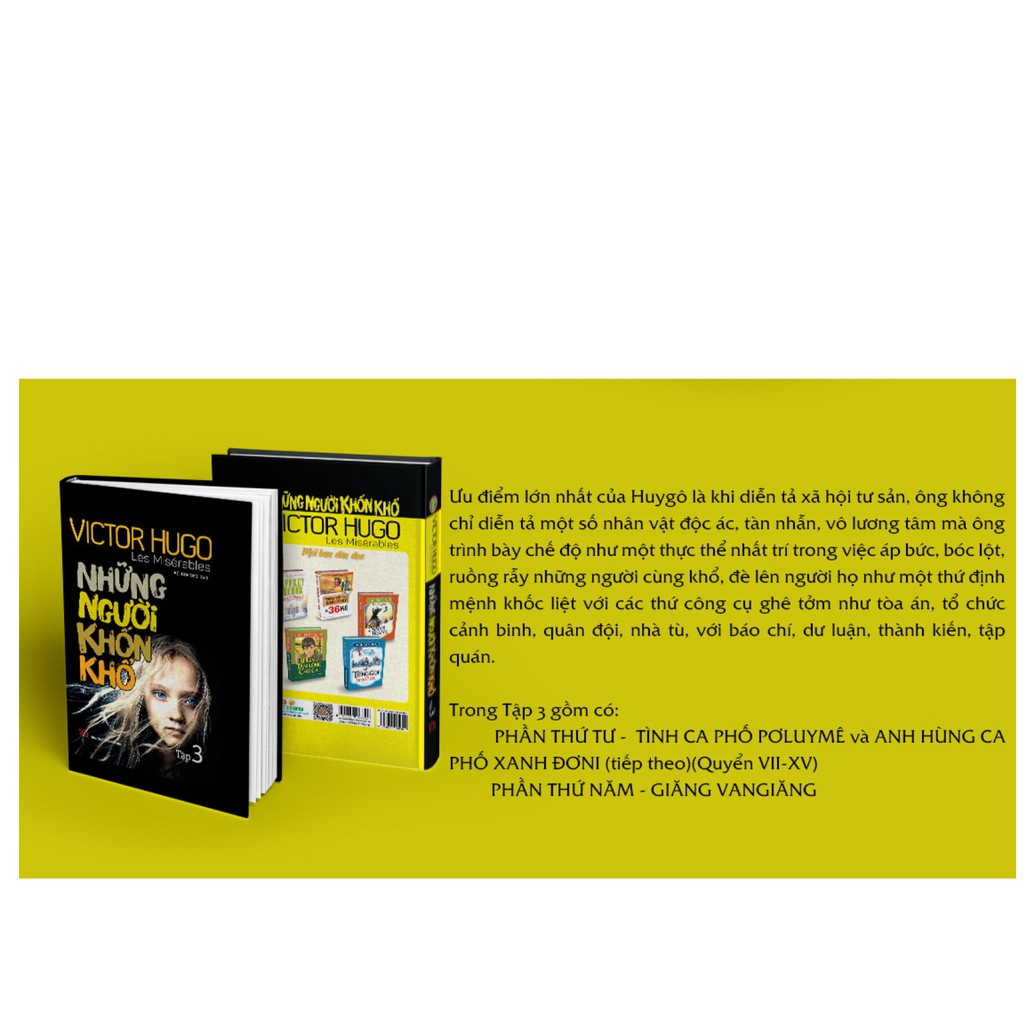 VICTOR HUGO
Les Misérables
NHỮNG
NGƯỜI
KHỐN
KHỔ
Tập 3
ỮNG NGƯỜI KHỐN KHỔ
ICTOR HUGO
Les Misérables
36 KẾ
Ưu điểm lớn nhất của Huygô là khi diễn tả xã hội tư sản, ông không
chỉ diễn tả một số nhân vật độc ác, tàn nhẫn, vô lương tâm mà ông
trình bày chế độ như một thực thể nhất trí trong việc áp bức, bóc lột,
ruồng rẫy những người cùng khổ, đè lên người họ như một thứ định
mệnh khốc liệt với các thứ công cụ ghê tởm như tòa án, tổ chức
cảnh binh, quân đội, nhà tù, với báo chí, dư luận, thành kiến, tập
quán.
Trong Tập 3 gồm có:
PHẦN THỨ TƯ - TÌNH CA PHỐ PƠLUYMÊ và ANH HÙNG CA
PHỐ XANH ĐƠNI (tiếp theo)(Quyển VII-XV)
PHẦN THỨ NĂM - GIĂNG VANGIĂNG